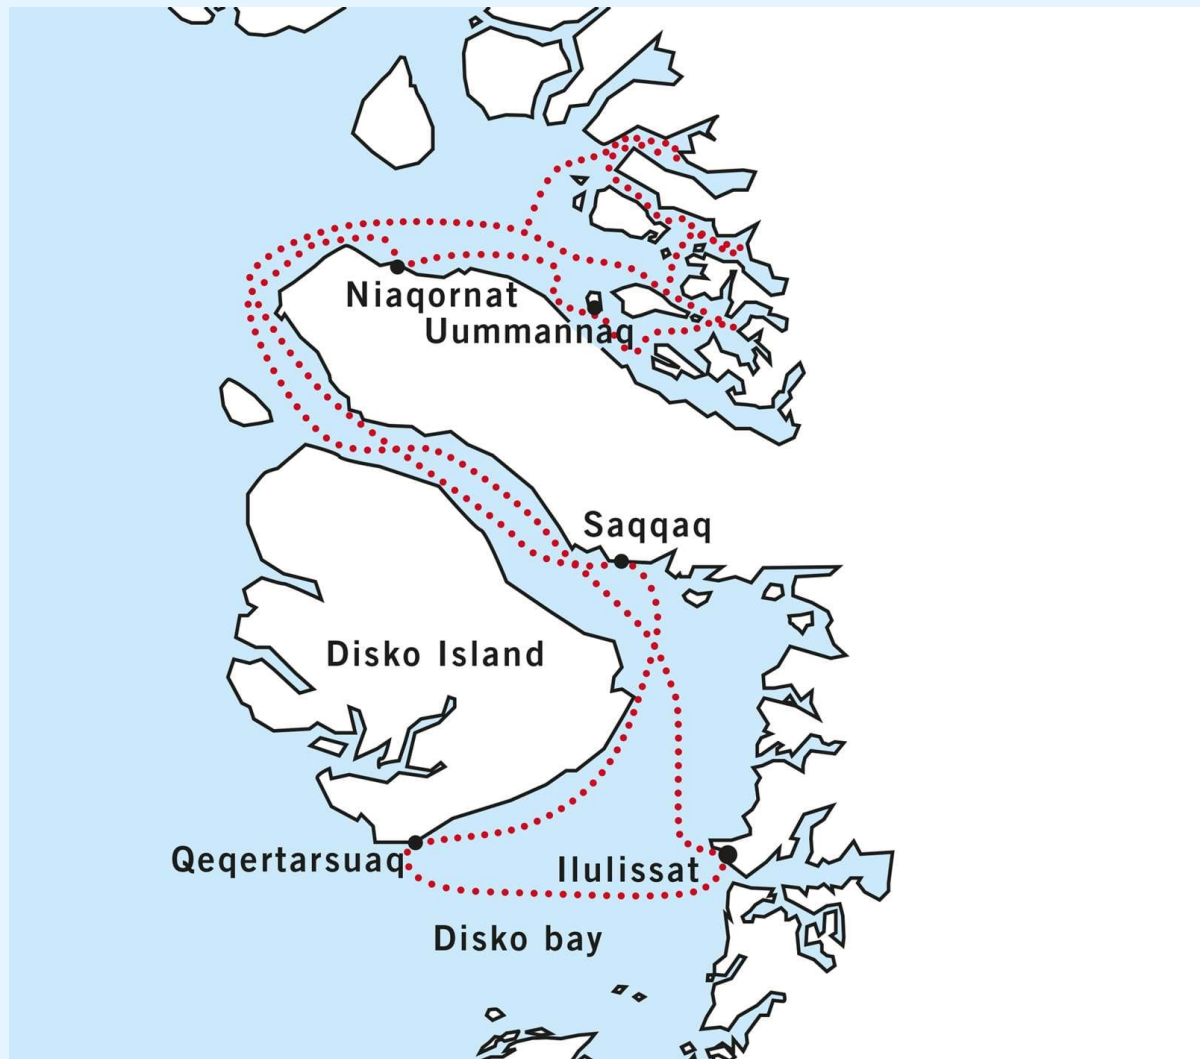 Niaqornat
Uummannaq
Saqqaq
Disko Island
Qeqertarsuaq
Ilulissat
Disko bay